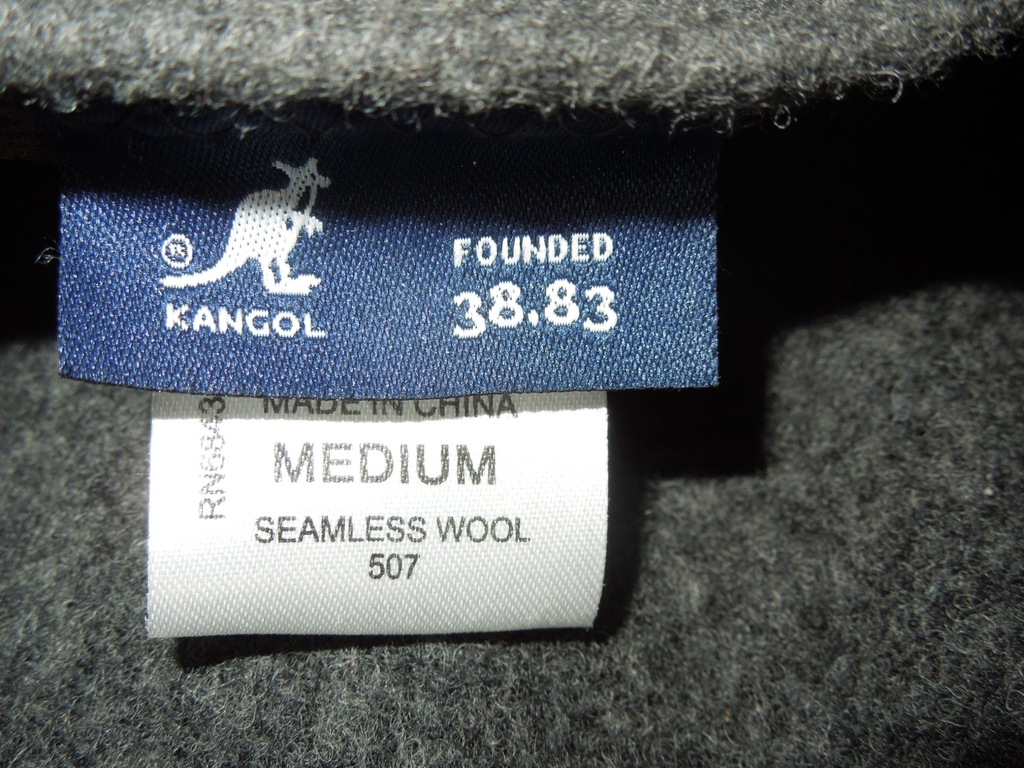 ®
KANGOL
FOUNDED
38.83
MADE IN CHINA
MEDIUM
SEAMLESS WOOL
507